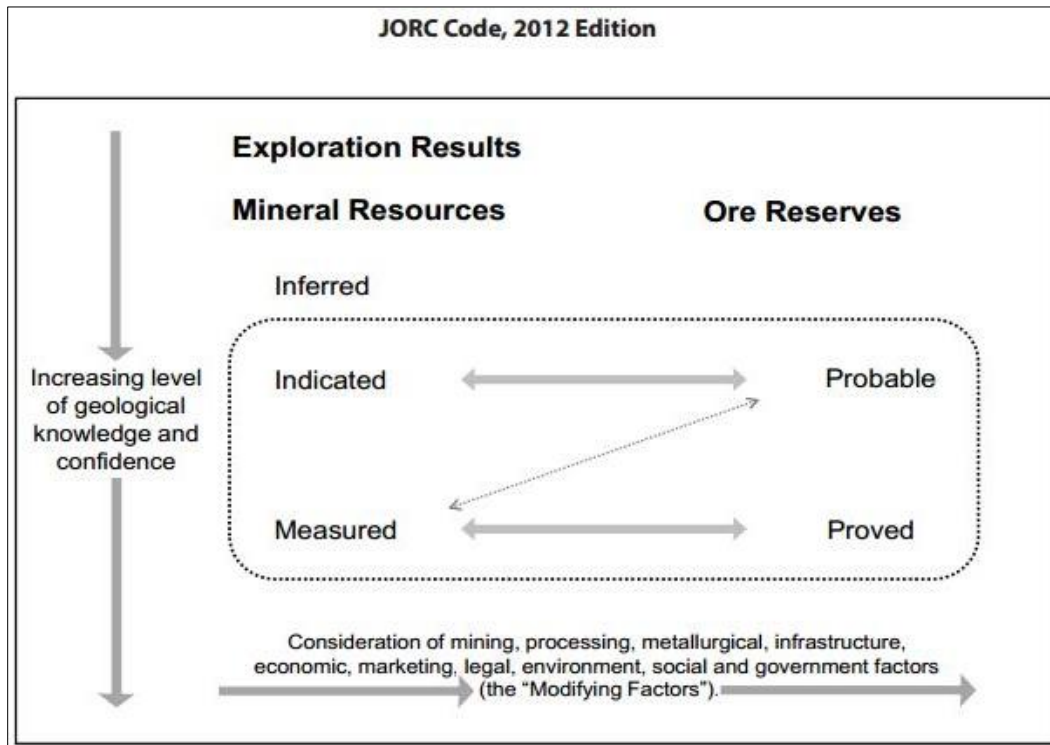 JORC Code, 2012 Edition
Exploration Results
Mineral Resources
Ore Reserves
Inferred
Indicated
Probable
Increasing level
of geological
knowledge and
confidence
Measured
Proved
Consideration of mining, processing, metallurgical, infrastructure,
economic, marketing, legal, environment, social and government factors
(the “Modifying Factors”).